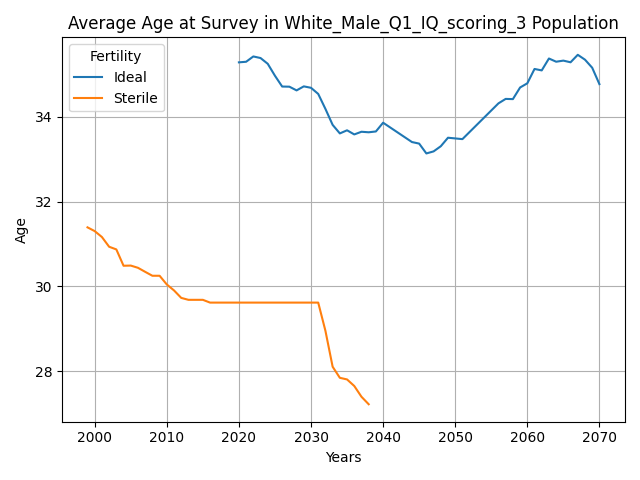 Average Age at Survey in White_Male_Q1_IQ_scoring_3 Population
Fertility
Ideal
Sterile
34
32
30
28
Age
2000 2010 2020 2030 2040 2050 2060 2070
Years